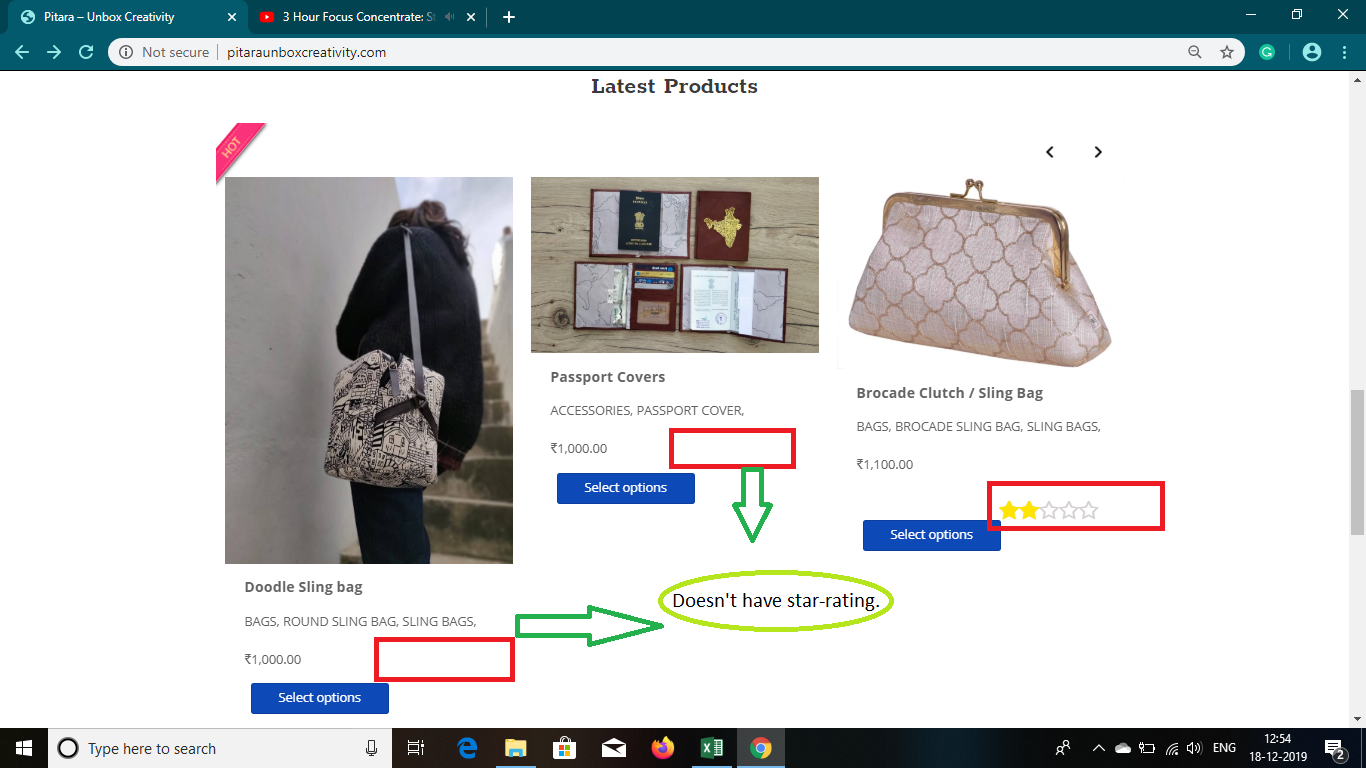 Pitara – Unbox Creativity
3 Hour Focus Concentrate: St
Not secure
pitaraunboxcreativity.com
Latest Products
HOT
Passport Covers
ACCESSORIES, PASSPORT COVER,
₹1,000.00
Select options
Brocade Clutch / Sling Bag
BAGS, BROCADE SLING BAG, SLING BAGS,
₹1,100.00
Select options
Doesn't have star-rating.
Doodle Sling bag
BAGS, ROUND SLING BAG, SLING BAGS,
₹1,000.00
Select options
Type here to search
ENG
12:54
18-12-2019
2